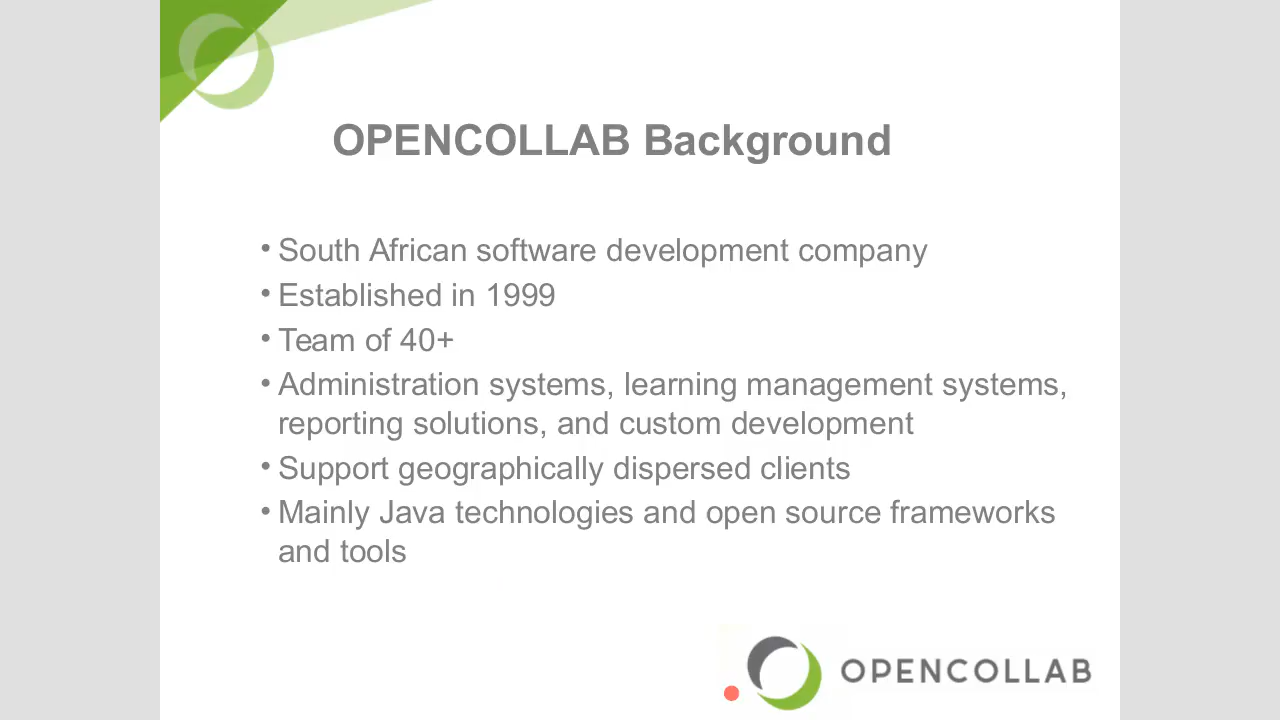 OPENCOLLAB Background
• South African software development company
• Established in 1999
• Team of 40+
• Administration systems, learning management systems,
reporting solutions, and custom development
• Support geographically dispersed clients
• Mainly Java technologies and open source frameworks
and tools
OPENCOLLAB